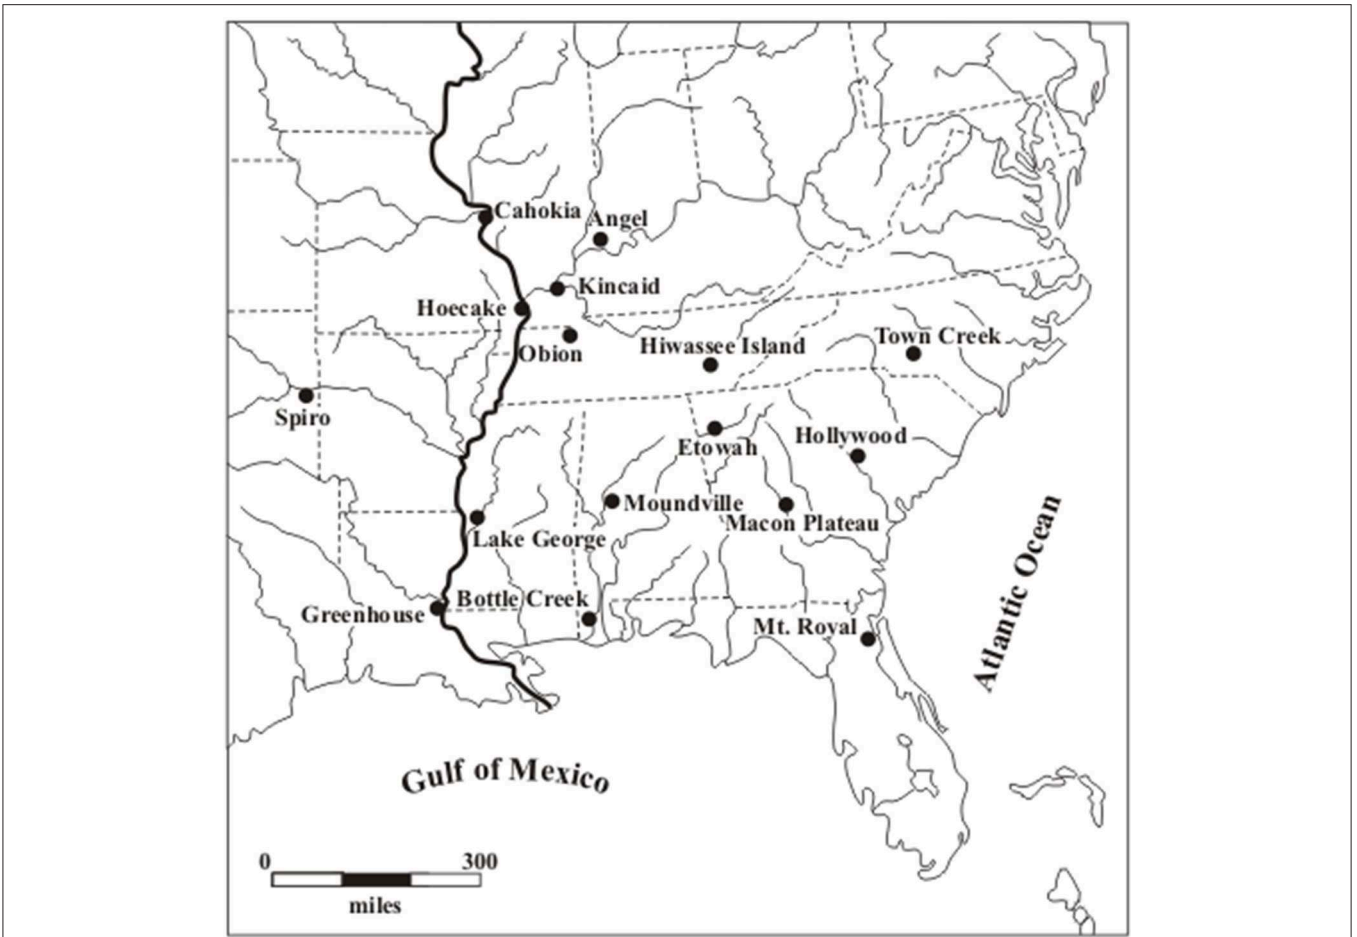 Cahokia
Angel
Kincaid
Hoecake
Obion
Hiwassee Island
Town Creek
Spiro
Etowah
Hollywood
Moundville
Macon Plateau
Lake George
Bottle Creek
Greenhouse
Mt. Royal
Atlantic Ocean
Gulf of Mexico
0 300
miles